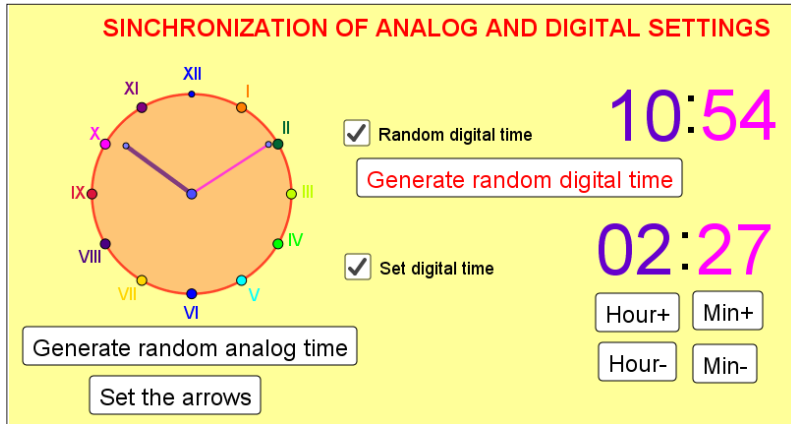 SINCHRONIZATION OF ANALOG AND DIGITAL SETTINGS
XII
XI
I
X
II
IX
III
VIII
IV
VII
V
VI
Generate random analog time
Set the arrows
Random digital time
10:54
Generate random digital time
Set digital time
02:27
Hour+ Min+
Hour- Min-